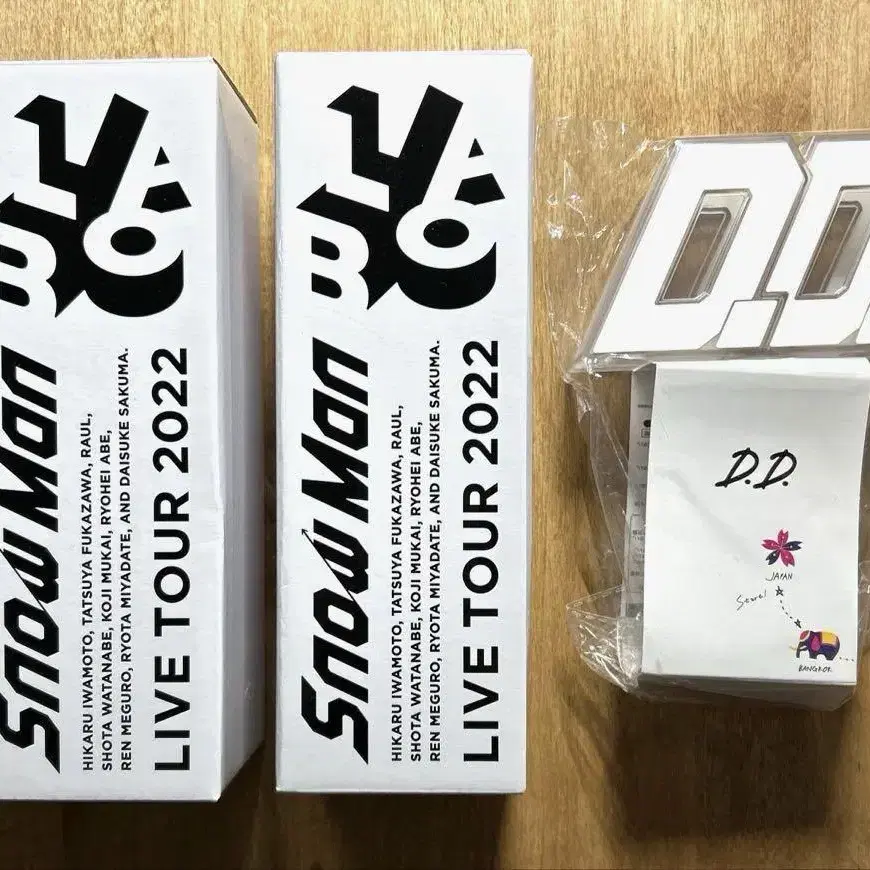 Snow Man
HIKARU IWAMOTO, TATSUYA FUKAZAWA, RAUL,
SHOTA WATANABE, KOJI MUKAI, RYOHEI ABE,
REN MEGURO, RYOTA MIYADATE, AND DAISUKE SAKUMA.
LIVE TOUR 2022
Snow Man
HIKARU IWAMOTO, TATSUYA FUKAZAWA, RAUL,
SHOTA WATANABE, KOJI MUKAI, RYOHEI ABE,
REN MEGURO, RYOTA MIYADATE, AND DAISUKE SAKUMA.
LIVE TOUR 2022
D.D
D.D.
JAPAN
Seoul
BANGKOK